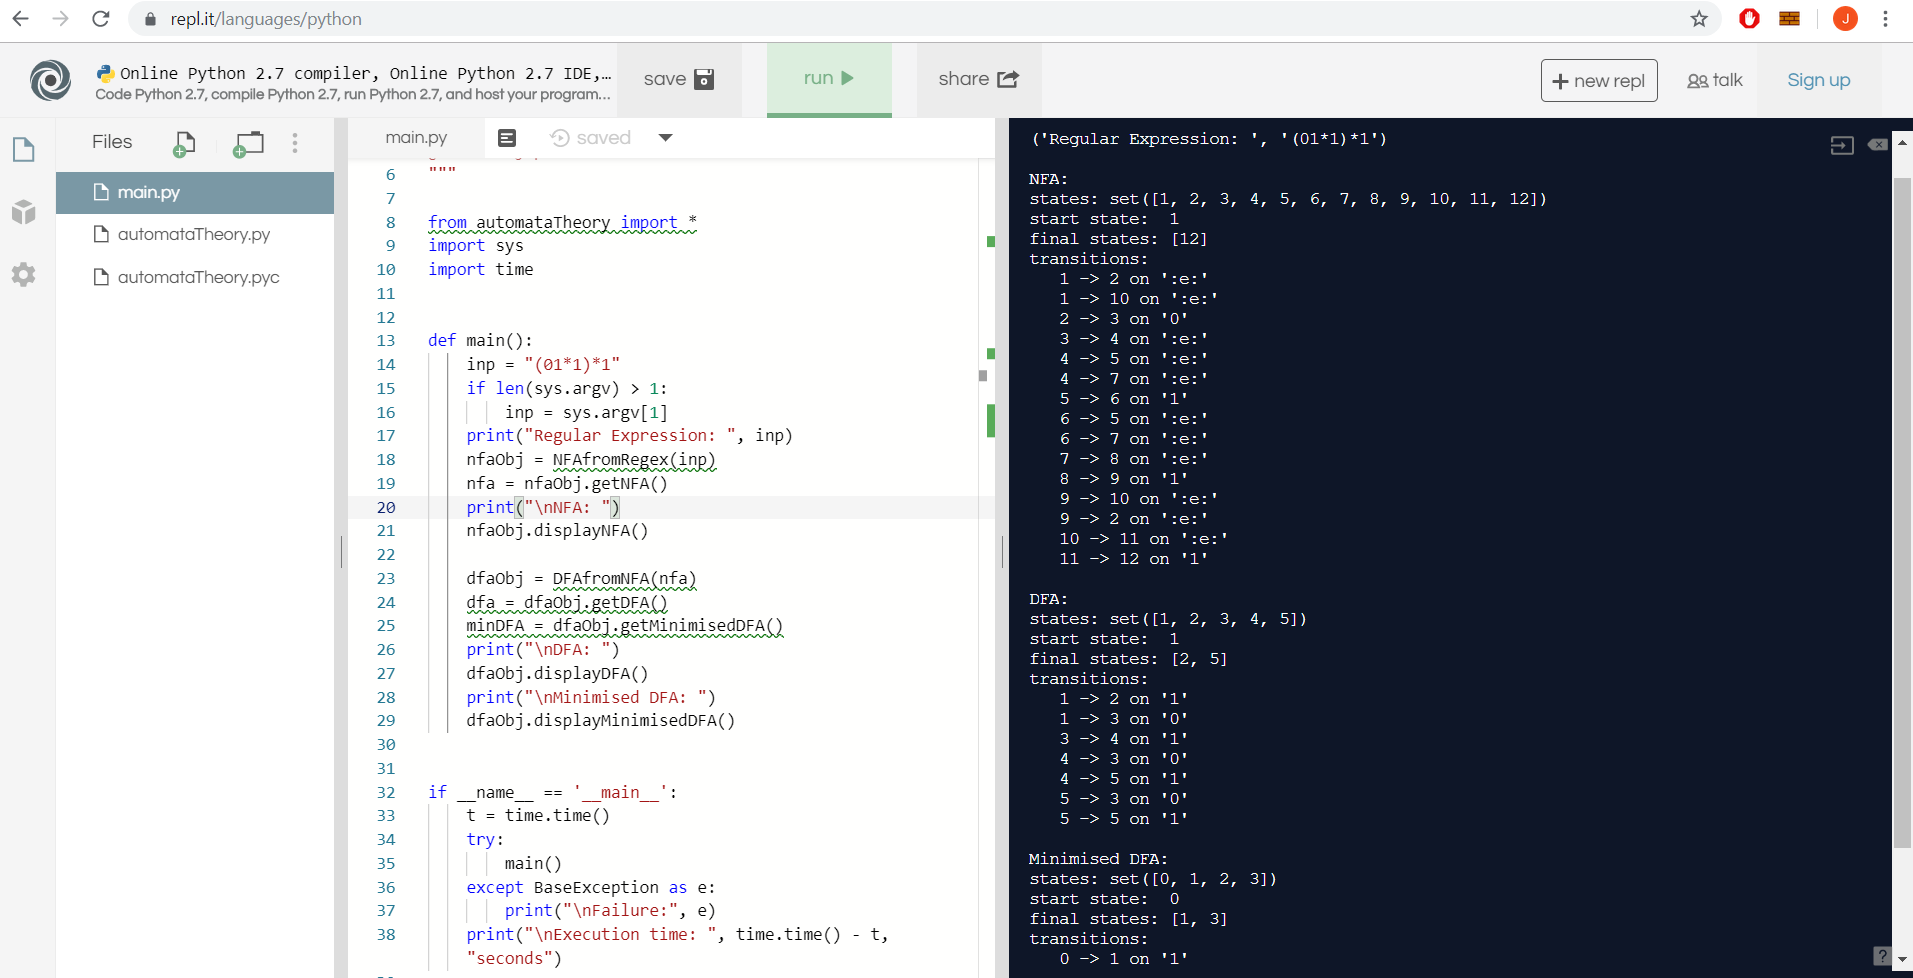 repl.it/languages/python
J
Online Python 2.7 compiler, Online Python 2.7 IDE,…
Code Python 2.7, compile Python 2.7, run Python 2.7, and host your program...
save
run
share
+ new repl
talk
Sign up
Files
main.py
automataTheory.py
automataTheory.pyc
main.py
saved
6 """
7
8 from automataTheory import *
9 import sys
10 import time
11
12
13 def main():
14 inp = "(01*1)*1"
15 if len(sys.argv) > 1:
16 inp = sys.argv[1]
17 print("Regular Expression: ", inp)
18 nfaObj = NFAfromRegex(inp)
19 nfa = nfaObj.getNFA()
20 print("\nNFA: ")
21 nfaObj.displayNFA()
22
23 dfaObj = DFAfromNFA(nfa)
24 dfa = dfaObj.getDFA()
25 minDFA = dfaObj.getMinimisedDFA()
26 print("\nDFA: ")
27 dfaObj.displayDFA()
28 print("\nMinimised DFA: ")
29 dfaObj.displayMinimisedDFA()
30
31
32 if __name__ == '__main__':
33 t = time.time()
34 try:
35 main()
36 except BaseException as e:
37 print("\nFailure:", e)
38 print("\nExecution time: ", time.time() - t,
"seconds")
('Regular Expression: ', '(01*1)*1')
NFA:
states: set([1, 2, 3, 4, 5, 6, 7, 8, 9, 10, 11, 12])
start state:  1
final states: [12]
transitions:
1 -> 2 on ':e:'
1 -> 10 on ':e:'
2 -> 3 on '0'
3 -> 4 on ':e:'
4 -> 5 on ':e:'
4 -> 7 on ':e:'
5 -> 6 on '1'
6 -> 5 on ':e:'
6 -> 7 on ':e:'
7 -> 8 on ':e:'
8 -> 9 on '1'
9 -> 10 on ':e:'
9 -> 2 on ':e:'
10 -> 11 on ':e:'
11 -> 12 on '1'
DFA:
states: set([1, 2, 3, 4, 5])
start state:  1
final states: [2, 5]
transitions:
1 -> 2 on '1'
1 -> 3 on '0'
3 -> 4 on '1'
4 -> 3 on '0'
4 -> 5 on '1'
5 -> 3 on '0'
5 -> 5 on '1'
Minimised DFA:
states: set([0, 1, 2, 3])
start state:  0
final states: [1, 3]
transitions:
0 -> 1 on '1'
?